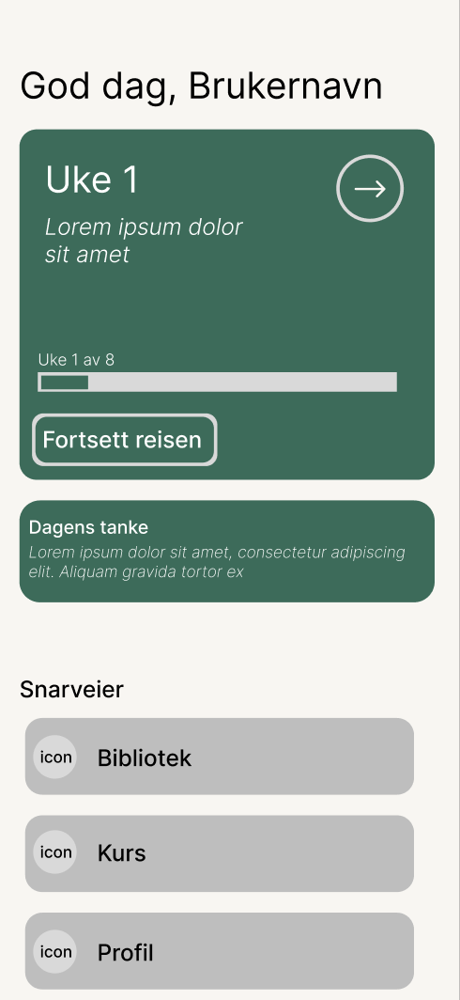 God dag, Brukernavn
Uke 1
Lorem ipsum dolor
sit amet
Uke 1 av 8
Fortsett reisen
Dagens tanke
Lorem ipsum dolor sit amet, consectetur adipiscing
elit. Aliquam gravida tortor ex
Snarveier
icon Bibliotek
icon Kurs
icon Profil